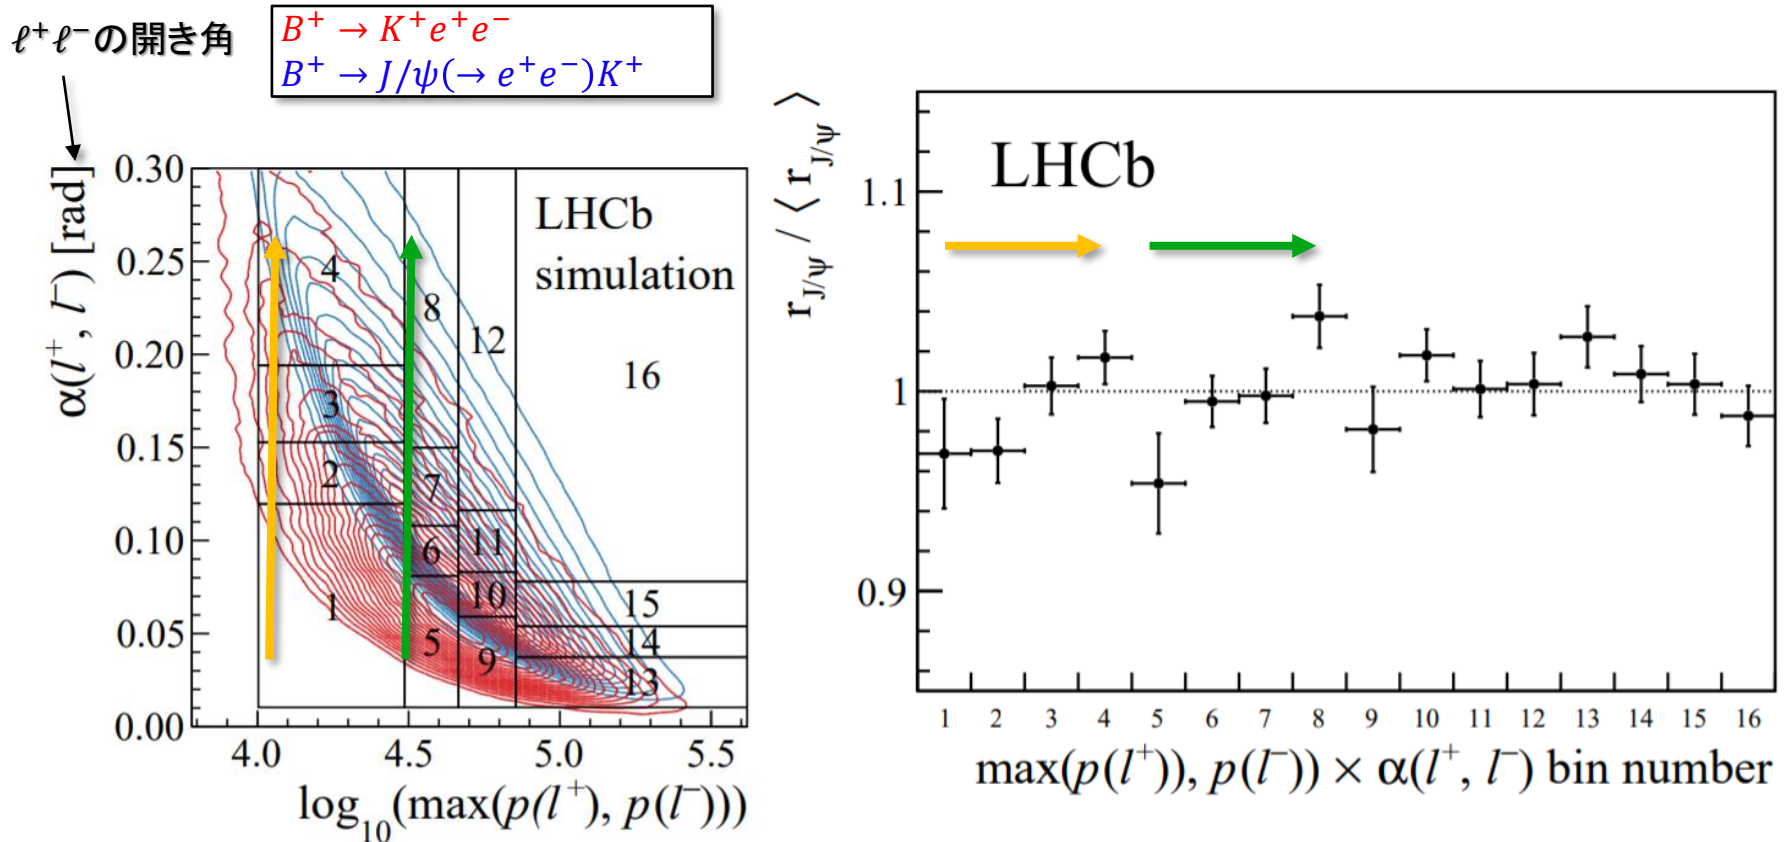 ℓ⁺ℓ⁻の開き角
B⁺ → K⁺e⁺e⁻
B⁺ → J/ψ(→ e⁺e⁻)K⁺
α(l⁺, l⁻) [rad]
0.30
0.25
0.20
0.15
0.10
0.05
0.00
4.0 4.5 5.0 5.5
log₁₀(max(p(l⁺), p(l⁻)))
LHCb
simulation
4
8
12
16
3
2
7
6
11
1
10
15
5
9
14
13
r_J/ψ / ⟨ r_J/ψ ⟩
LHCb
1.1
1
0.9
1 2 3 4 5 6 7 8 9 10 11 12 13 14 15 16
max(p(l⁺)), p(l⁻)) × α(l⁺, l⁻) bin number